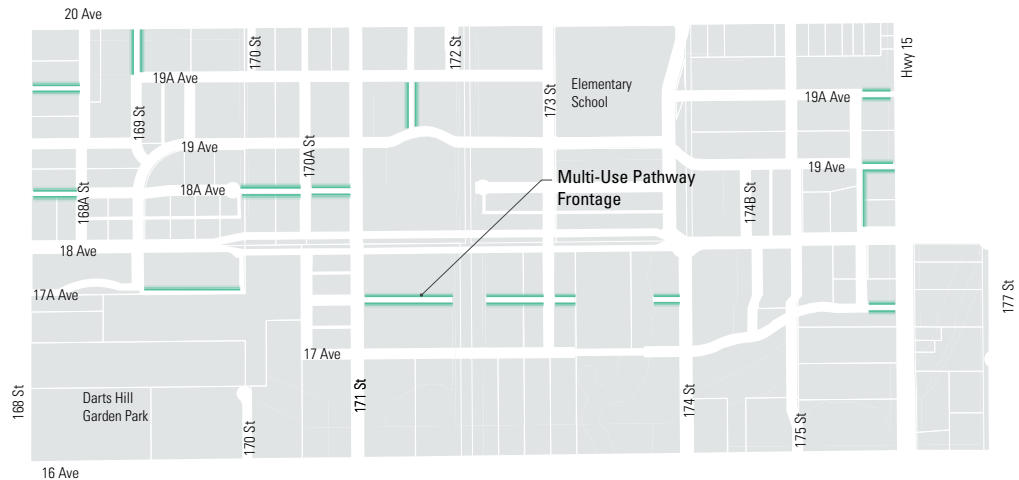 20 Ave
170 St
172 St
Hwy 15
19A Ave
Elementary
School
173 St
19A Ave
169 St
19 Ave
170A St
19 Ave
Multi-Use Pathway
Frontage
18A Ave
168A St
174B St
18 Ave
17A Ave
177 St
17 Ave
168 St
Darts Hill
Garden Park
171 St
174 St
170 St
175 St
16 Ave